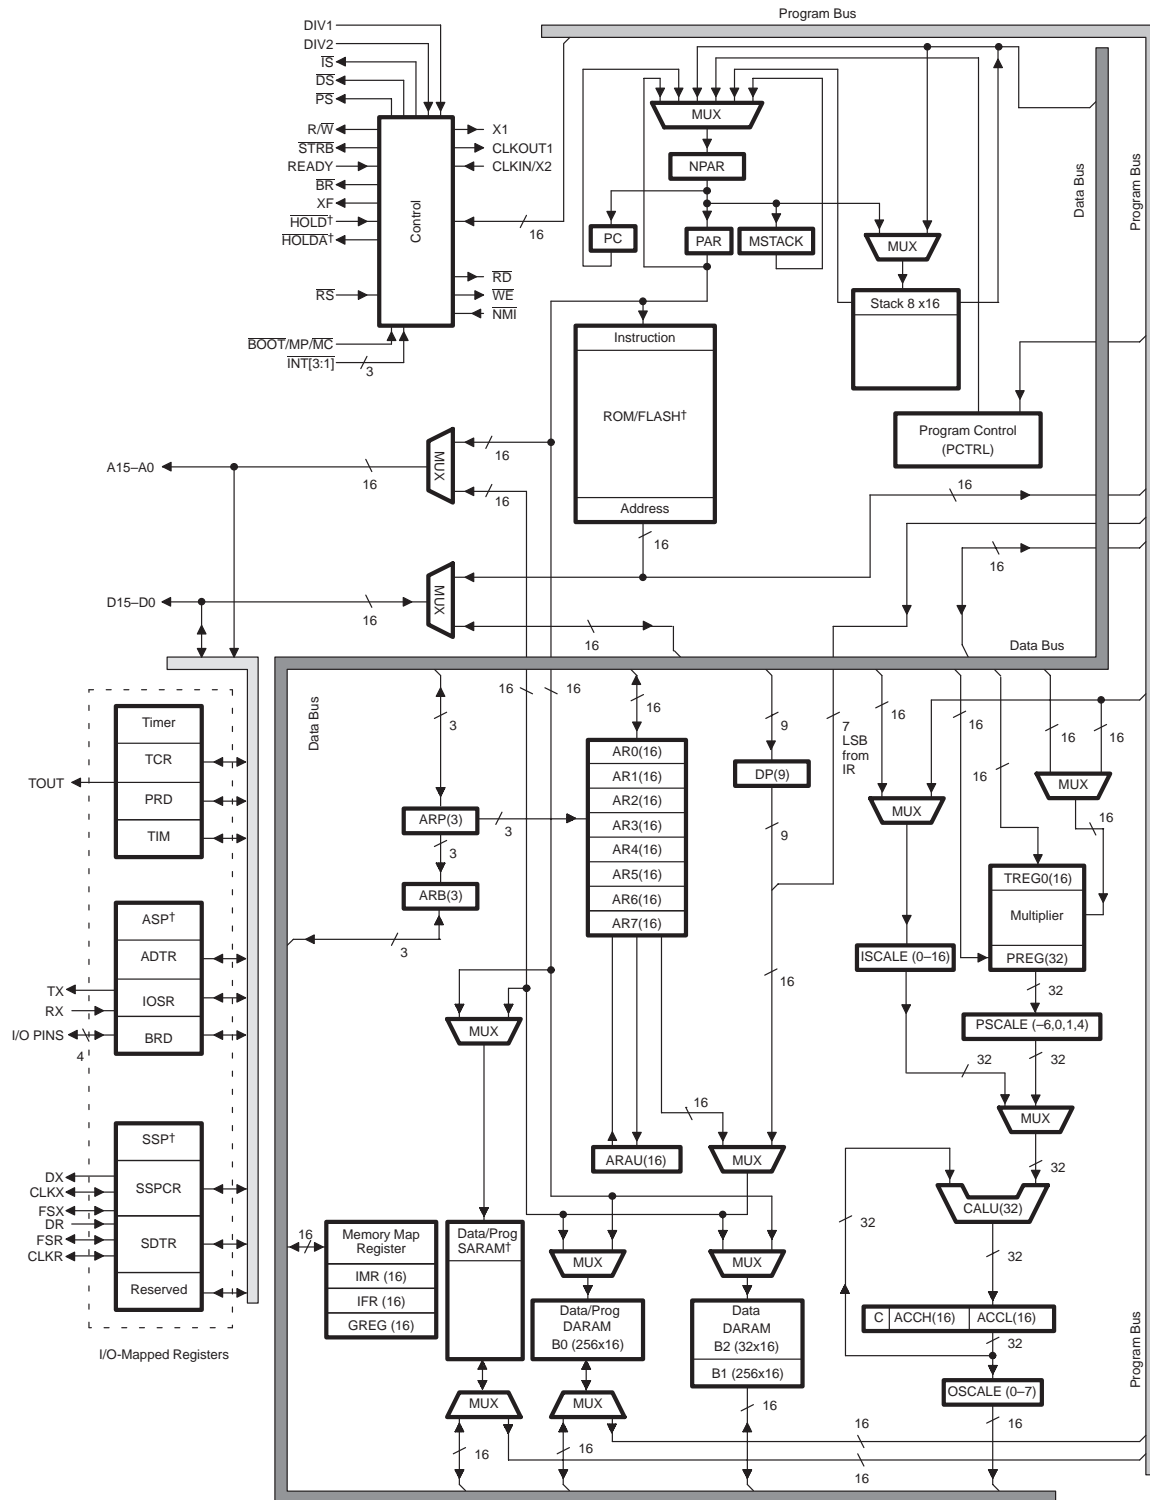 Program Bus
DIV1
DIV2
IS
DS
PS
R/W
STRB
READY
BR
XF
HOLD†
HOLDA†
RS
BOOT/MP/MC
INT[3:1]
3
Control
X1
CLKOUT1
CLKIN/X2
16
RD
WE
NMI
MUX
NPAR
PC
PAR
MSTACK
MUX
Stack 8 x16
Data Bus
Program Bus
Instruction
ROM/FLASH†
Address
16
Program Control
(PCTRL)
A15–A0
16
MUX
16
16
16
16
D15–D0
16
MUX
16
Data Bus
Data Bus
16
16
3
16
9
7
LSB
from
IR
16
16
16
16
16
Timer
TCR
PRD
TIM
TOUT
ARP(3)
3
3
ARB(3)
3
AR0(16)
AR1(16)
AR2(16)
AR3(16)
AR4(16)
AR5(16)
AR6(16)
AR7(16)
DP(9)
9
16
MUX
MUX
16
TREG0(16)
Multiplier
PREG(32)
ISCALE (0–16)
32
PSCALE (–6,0,1,4)
32
32
MUX
32
ASP†
ADTR
IOSR
BRD
TX
RX
I/O PINS
4
MUX
16
ARAU(16)
MUX
CALU(32)
32
32
SSP†
SSPCR
SDTR
Reserved
DX
CLKX
FSX
DR
FSR
CLKR
I/O-Mapped Registers
16
Memory Map
Register
IMR (16)
IFR (16)
GREG (16)
Data/Prog
SARAM†
MUX
MUX
Data/Prog
DARAM
B0 (256x16)
Data
DARAM
B2 (32x16)
B1 (256x16)
C
ACCH(16)
ACCL(16)
32
OSCALE (0–7)
MUX
MUX
16
16
16
16
16
16
Program Bus